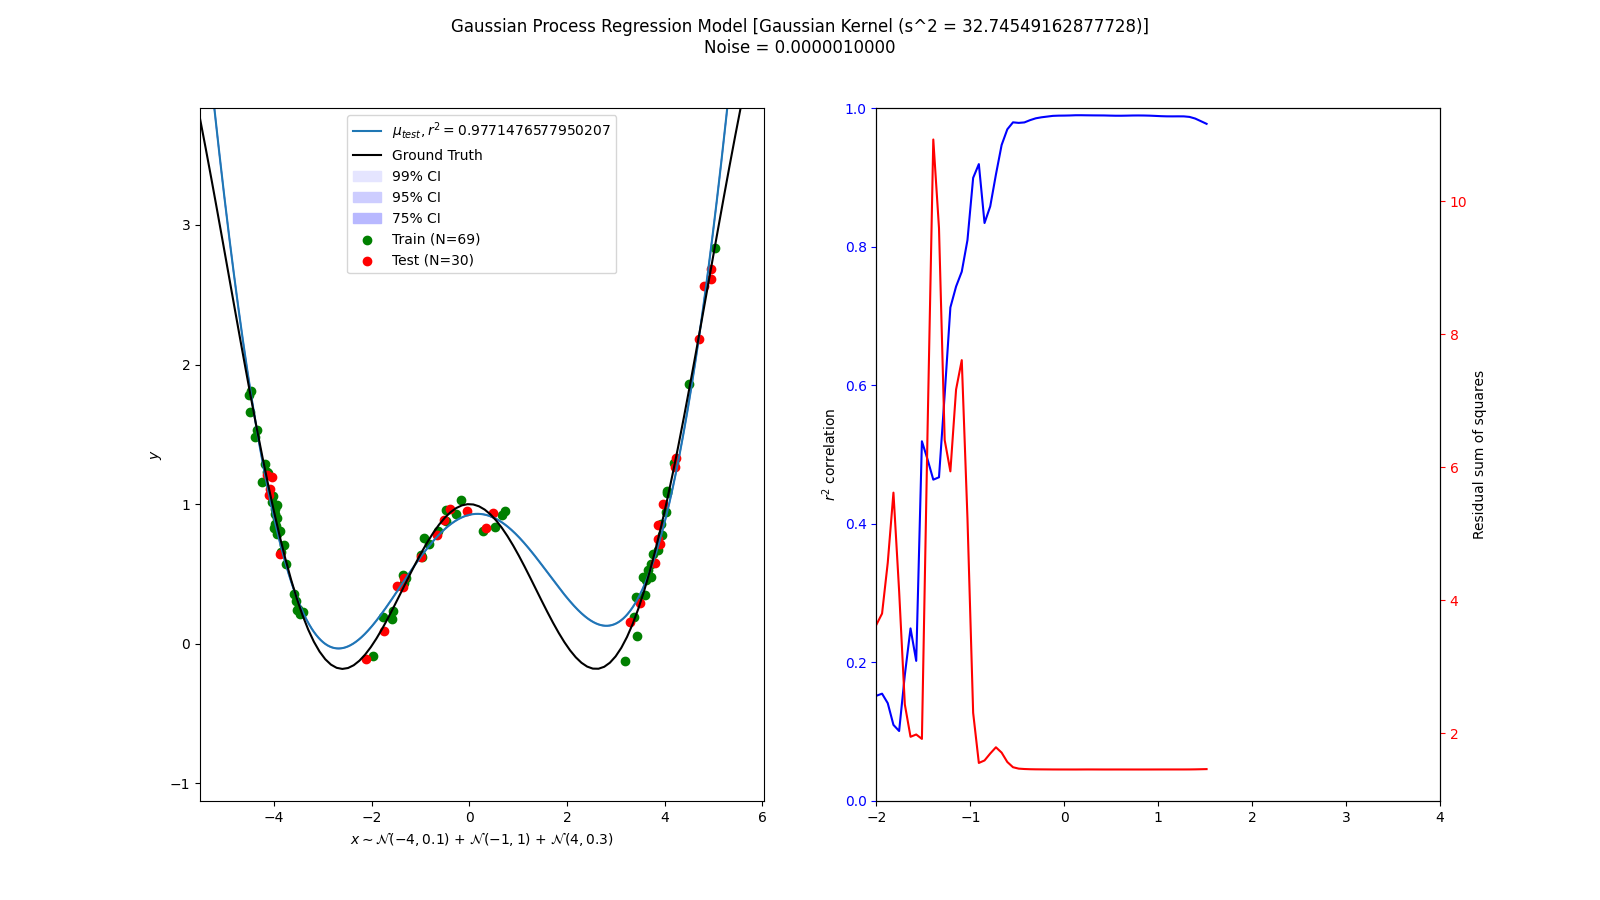 Gaussian Process Regression Model [Gaussian Kernel (s^2 = 32.74549162877728)]
Noise = 0.0000010000
μ_test, r² = 0.9771476577950207
Ground Truth
99% CI
95% CI
75% CI
Train (N=69)
Test (N=30)
3
2
1
0
−1
y
−4 −2 0 2 4 6
x ~ 𝒩(−4, 0.1) + 𝒩(−1, 1) + 𝒩(4, 0.3)
1.0
0.8
0.6
0.4
0.2
0.0
r² correlation
−2 −1 0 1 2 3 4
10
8
6
4
2
Residual sum of squares